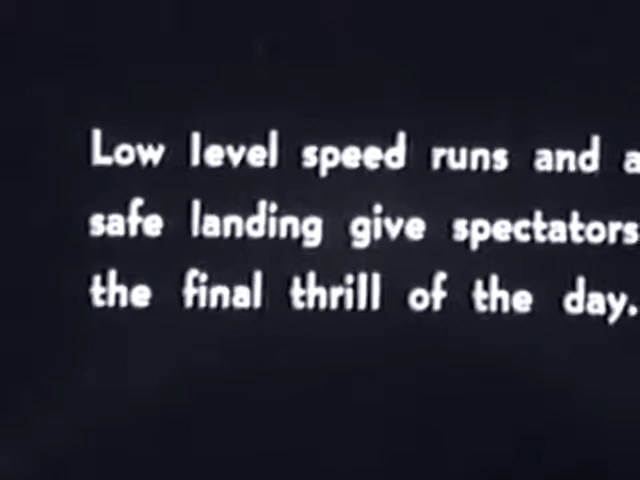 Low level speed runs and a
safe landing give spectators
the final thrill of the day.